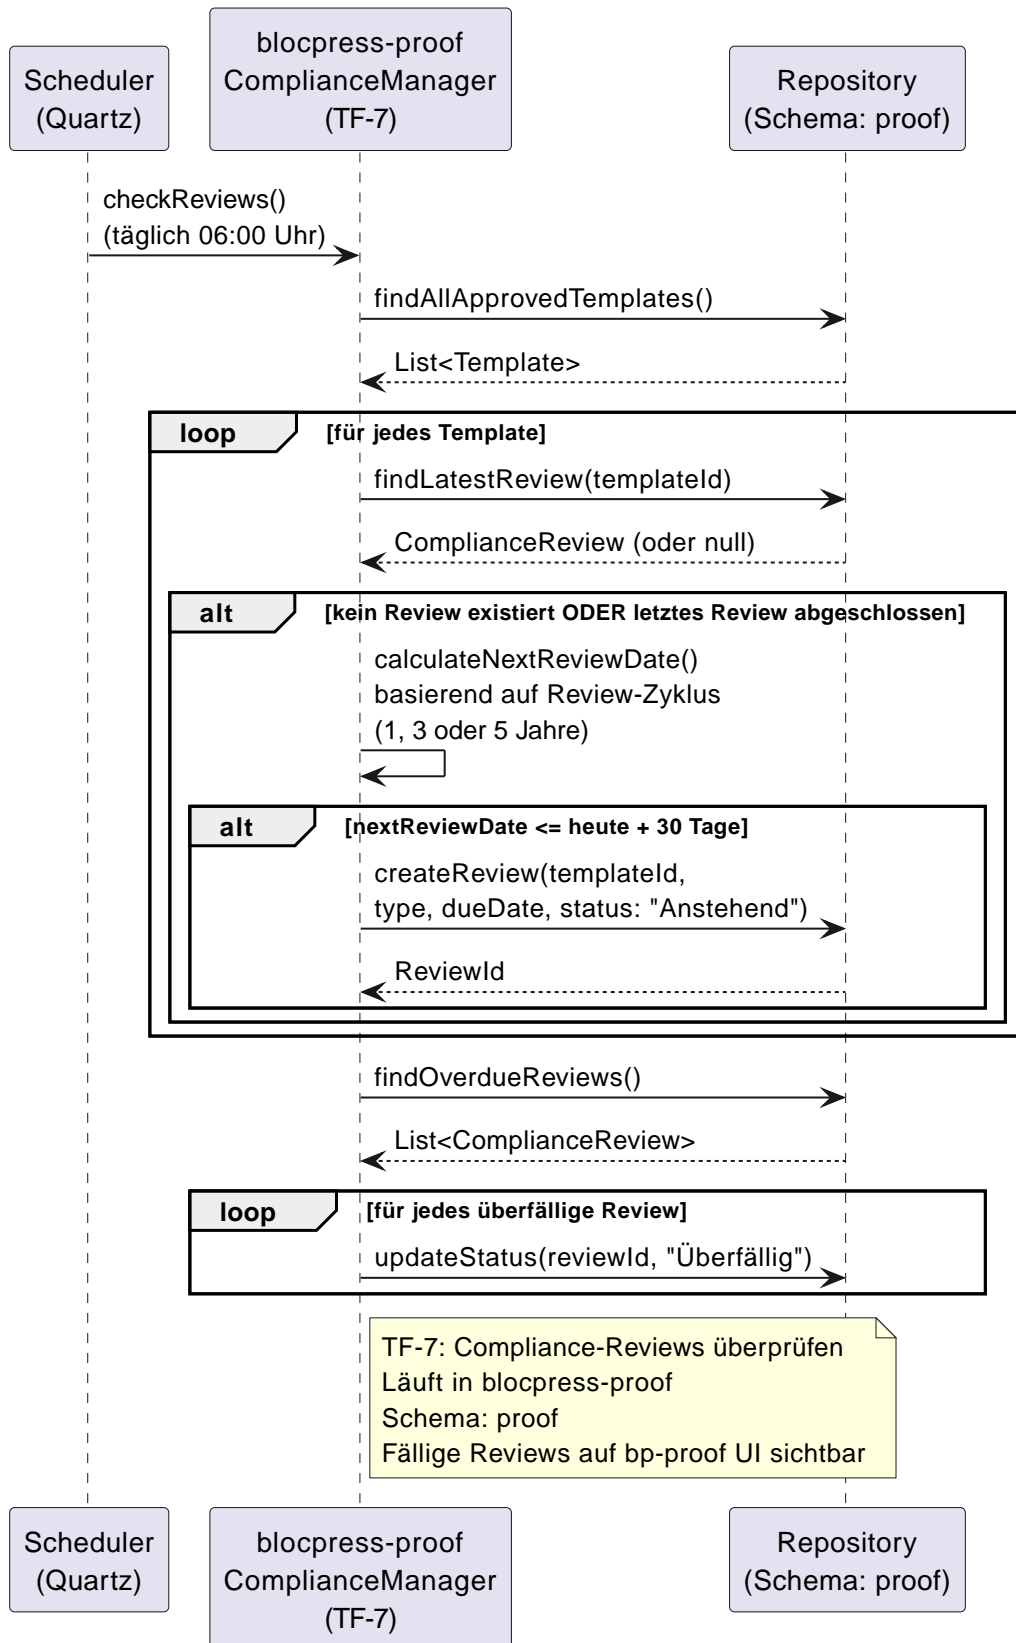 Scheduler
(Quartz)
blocpress-proof
ComplianceManager
(TF-7)
Repository
(Schema: proof)
checkReviews()
(täglich 06:00 Uhr)
findAllApprovedTemplates()
List<Template>
loop
[für jedes Template]
findLatestReview(templateId)
ComplianceReview (oder null)
alt
[kein Review existiert ODER letztes Review abgeschlossen]
calculateNextReviewDate()
basierend auf Review-Zyklus
(1, 3 oder 5 Jahre)
alt
[nextReviewDate <= heute + 30 Tage]
createReview(templateId,
type, dueDate, status: "Anstehend")
ReviewId
findOverdueReviews()
List<ComplianceReview>
loop
[für jedes überfällige Review]
updateStatus(reviewId, "Überfällig")
TF-7: Compliance-Reviews überprüfen
Läuft in blocpress-proof
Schema: proof
Fällige Reviews auf bp-proof UI sichtbar
Scheduler
(Quartz)
blocpress-proof
ComplianceManager
(TF-7)
Repository
(Schema: proof)